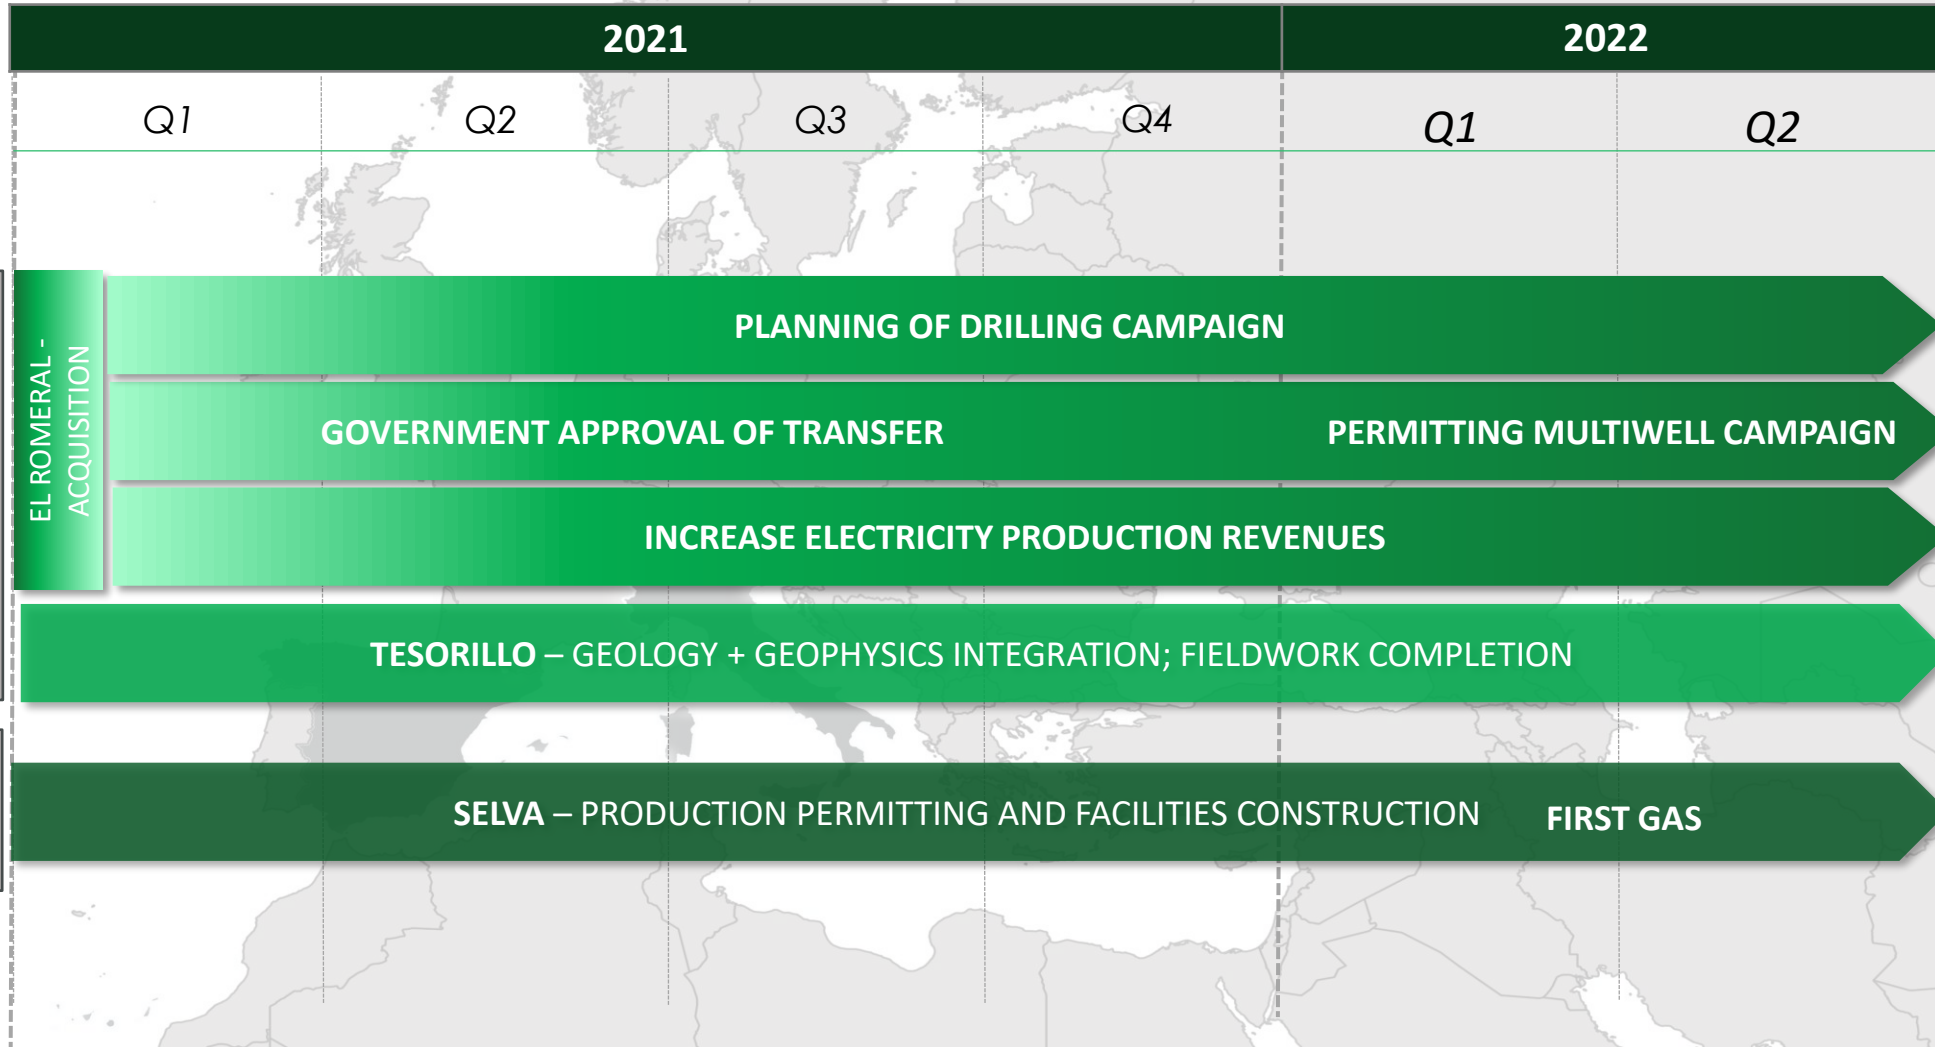 2021
2022
Q1
Q2
Q3
Q4
Q1
Q2
EL ROMERAL -
ACQUISITION
PLANNING OF DRILLING CAMPAIGN
GOVERNMENT APPROVAL OF TRANSFER
PERMITTING MULTIWELL CAMPAIGN
INCREASE ELECTRICITY PRODUCTION REVENUES
TESORILLO – GEOLOGY + GEOPHYSICS INTEGRATION; FIELDWORK COMPLETION
SELVA – PRODUCTION PERMITTING AND FACILITIES CONSTRUCTION
FIRST GAS